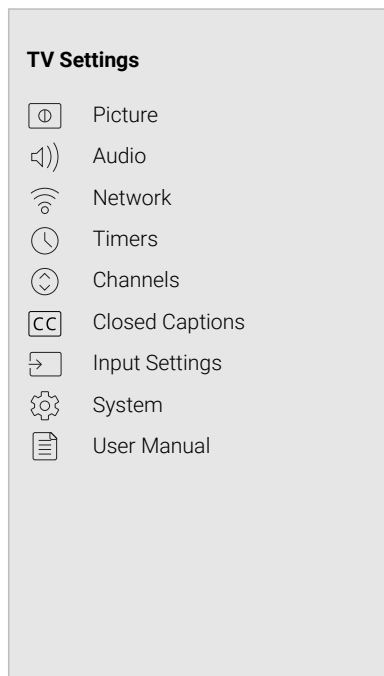 TV Settings
Picture
Audio
Network
Timers
Channels
CC Closed Captions
Input Settings
System
User Manual